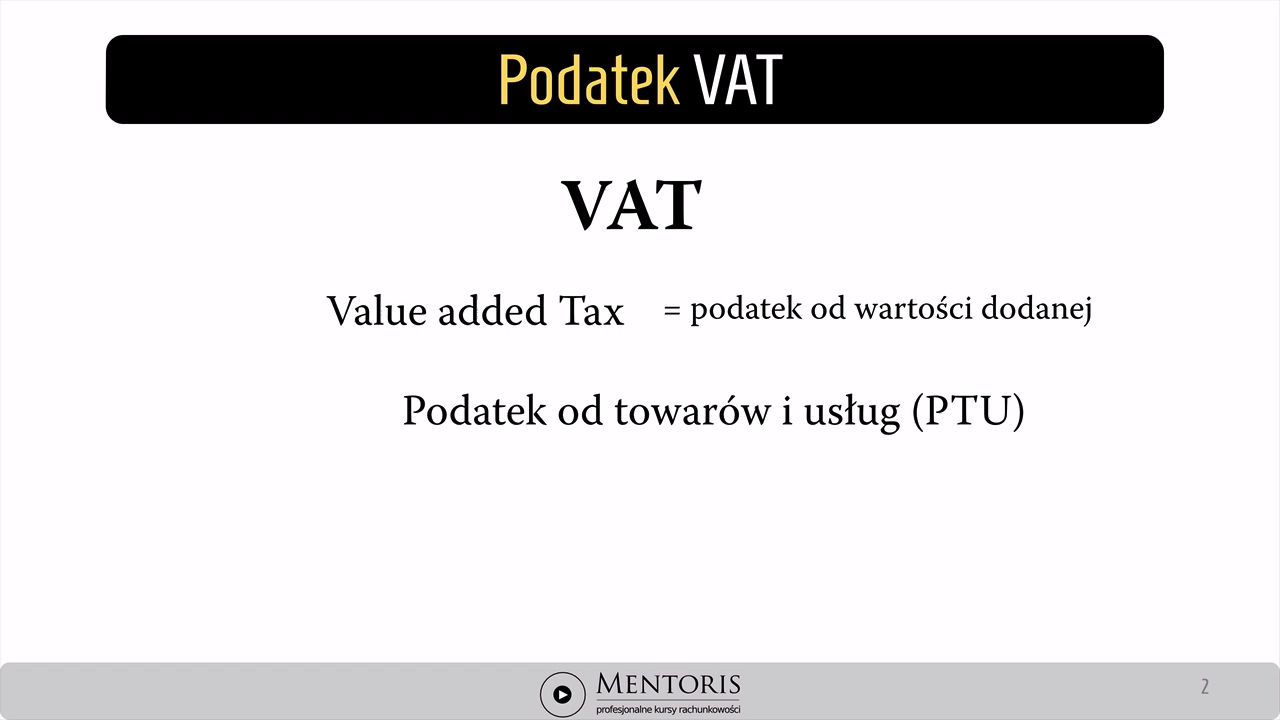 Podatek VAT
VAT
Value added Tax = podatek od wartości dodanej
Podatek od towarów i usług (PTU)
MENTORIS
profesjonalne kursy rachunkowości
2